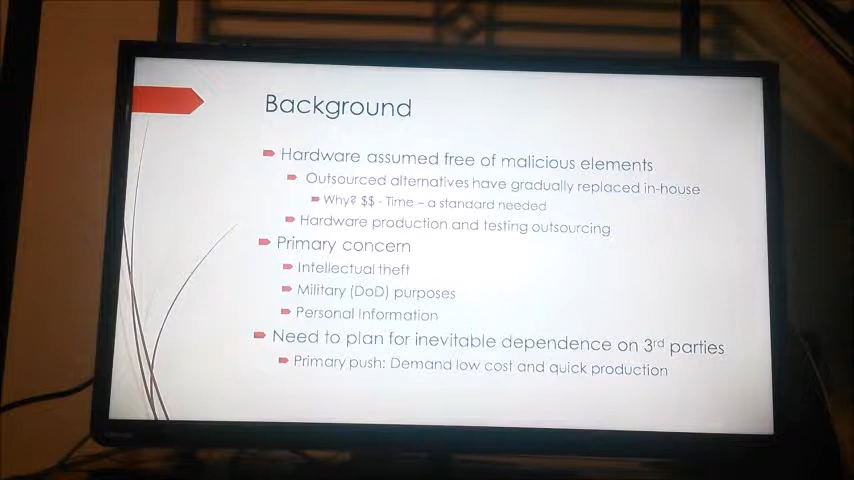 Background
Hardware assumed free of malicious elements
Outsourced alternatives have gradually replaced in-house
Why? $$ - Time – a standard needed
Hardware production and testing outsourcing
Primary concern
Intellectual theft
Military (DoD) purposes
Personal Information
Need to plan for inevitable dependence on 3rd parties
Primary push: Demand low cost and quick production